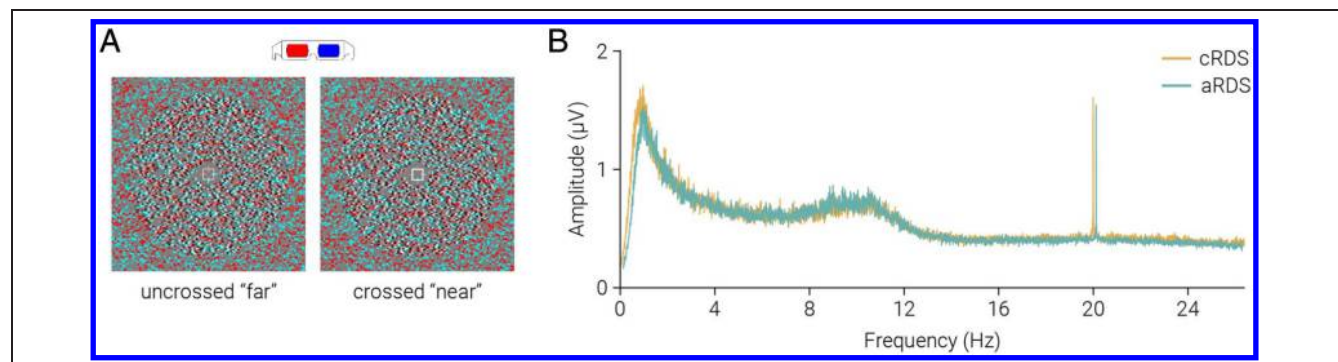 A
uncrossed “far”
crossed “near”
B
cRDS
aRDS
2
1
0
Amplitude (µV)
0 4 8 12 16 20 24
Frequency (Hz)